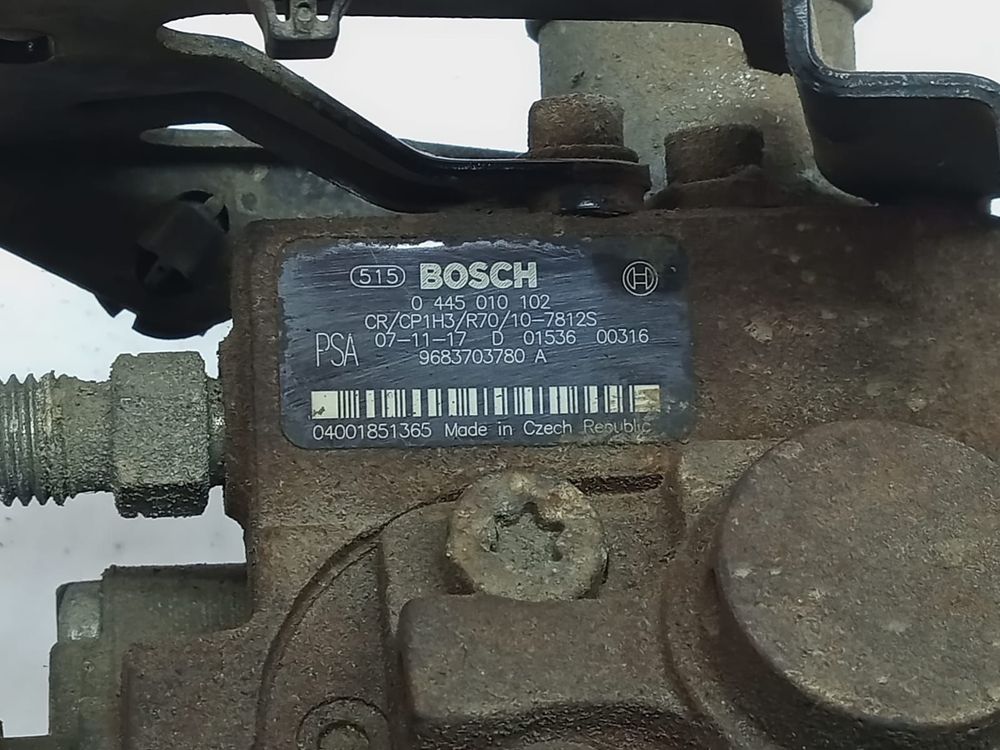 515 BOSCH
0 445 010 102
CR/CP1H3/R70/10-7812S
PSA 07-11-17 D 01536 00316
9683703780 A
04001851365 Made in Czech Republic